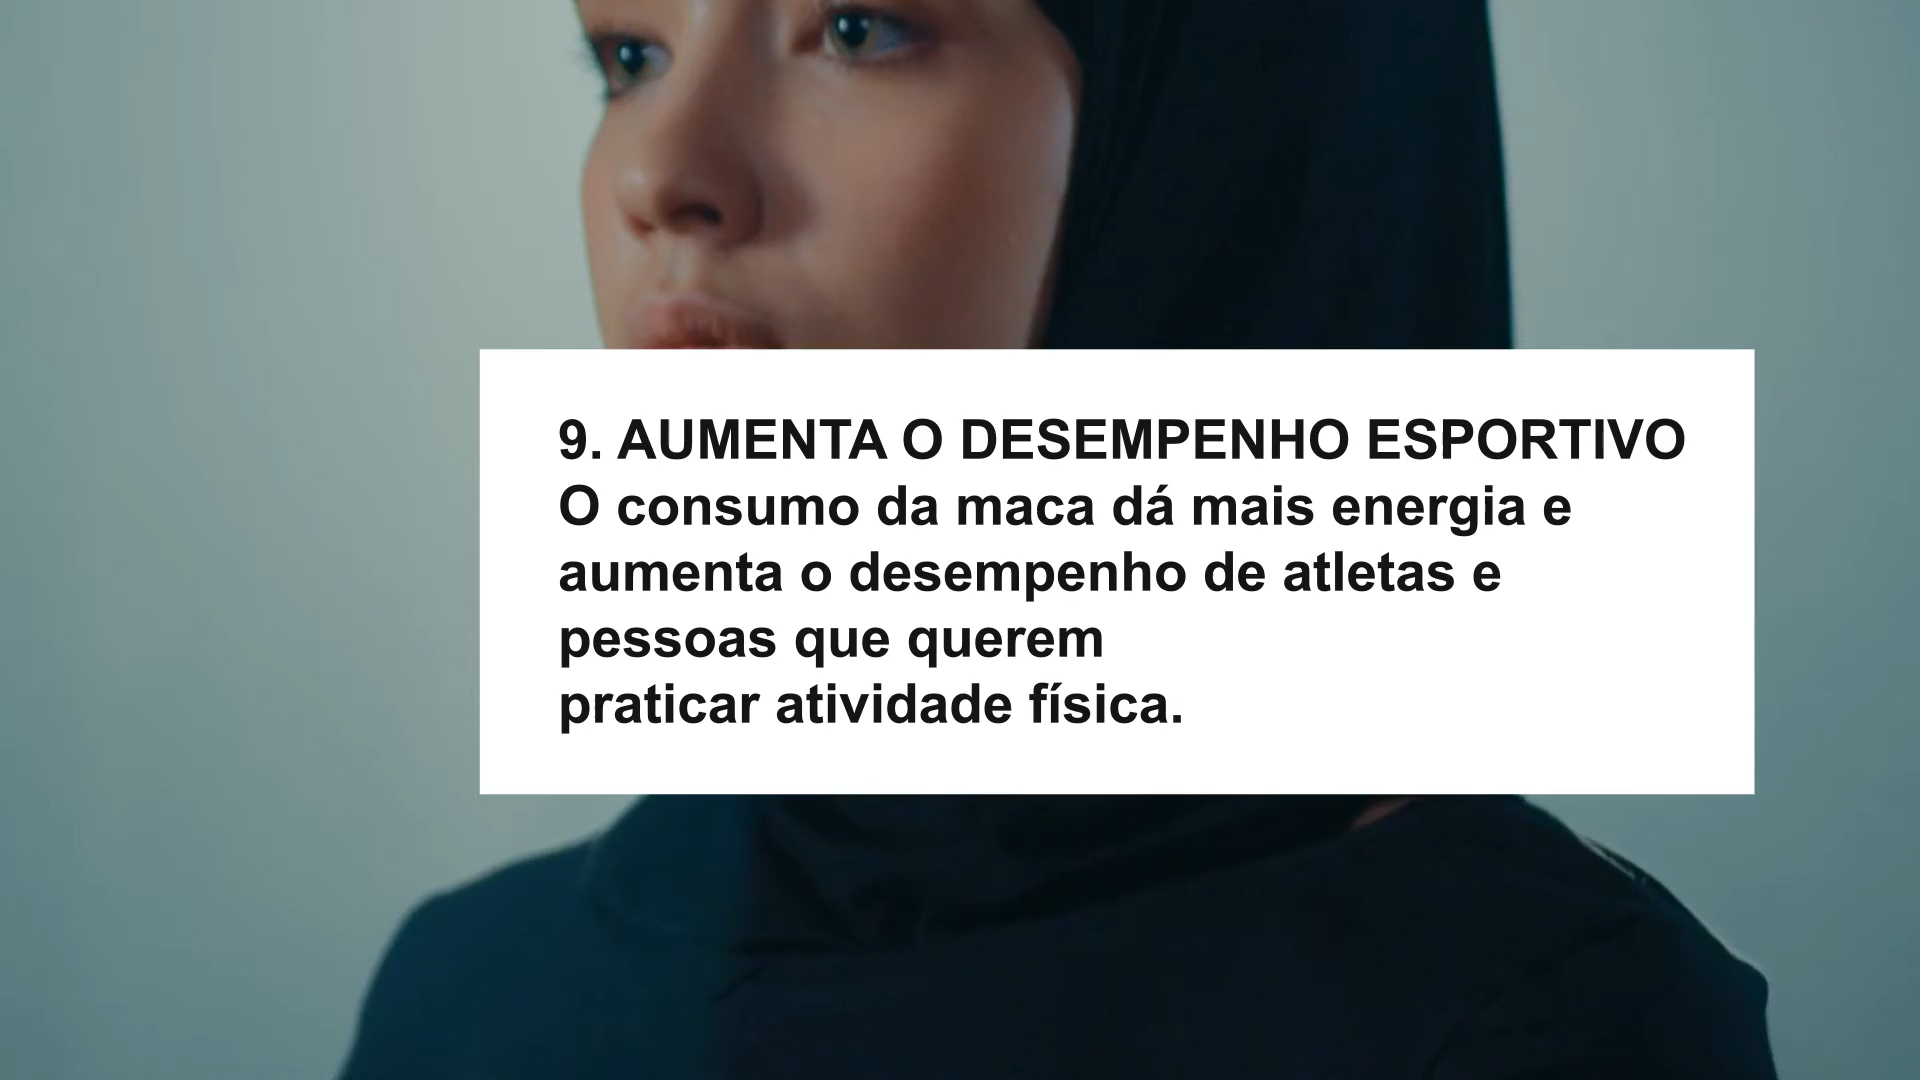 9. AUMENTA O DESEMPENHO ESPORTIVO
O consumo da maca dá mais energia e
aumenta o desempenho de atletas e
pessoas que querem
praticar atividade física.